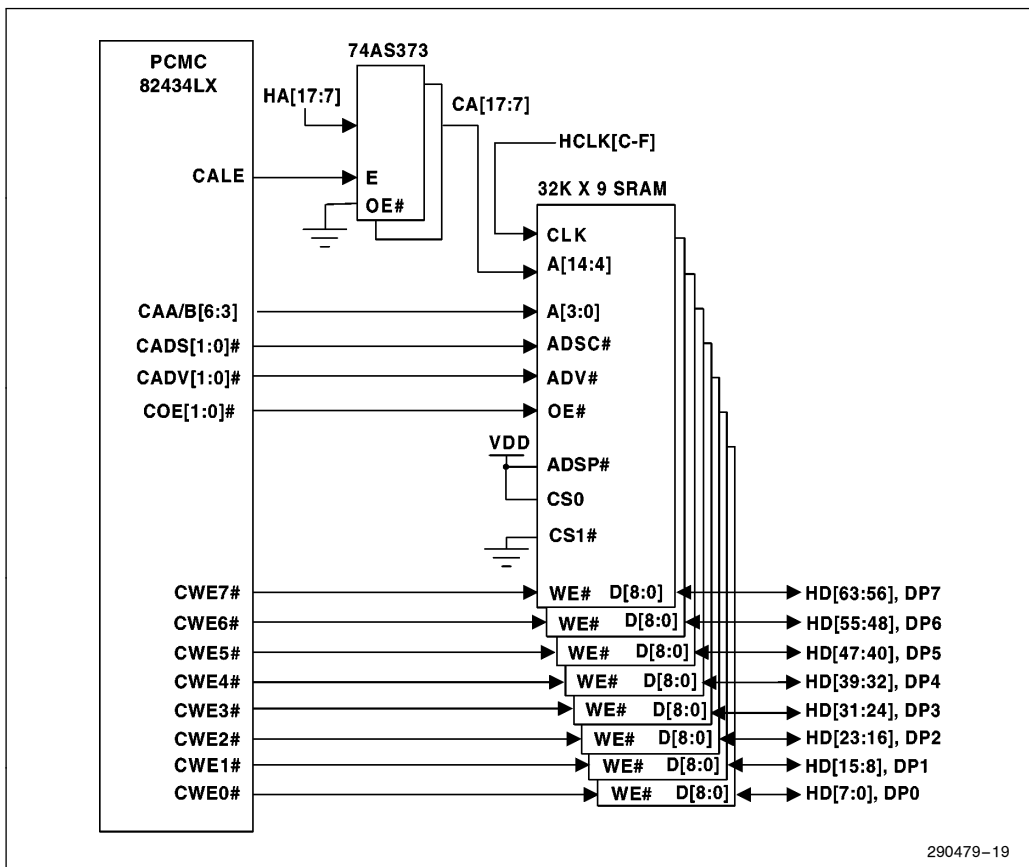 PCMC
82434LX
74AS373
HA[17:7]
CA[17:7]
HCLK[C-F]
CALE
E
OE#
32K X 9 SRAM
CLK
A[14:4]
CAA/B[6:3]
A[3:0]
CADS[1:0]#
ADSC#
CADV[1:0]#
ADV#
COE[1:0]#
OE#
VDD
ADSP#
CS0
CS1#
CWE7# WE# D[8:0] HD[63:56], DP7
CWE6# WE# D[8:0] HD[55:48], DP6
CWE5# WE# D[8:0] HD[47:40], DP5
CWE4# WE# D[8:0] HD[39:32], DP4
CWE3# WE# D[8:0] HD[31:24], DP3
CWE2# WE# D[8:0] HD[23:16], DP2
CWE1# WE# D[8:0] HD[15:8], DP1
CWE0# WE# D[8:0] HD[7:0], DP0
290479–19